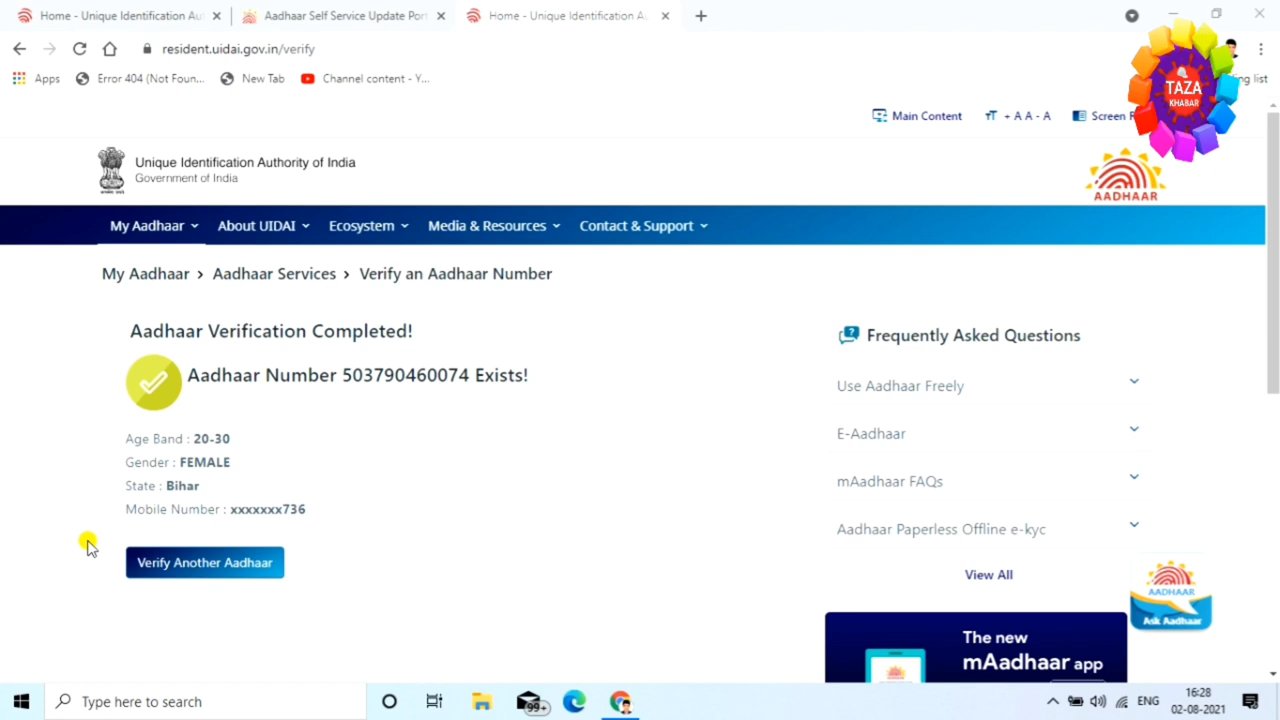 Home - Unique Identification Au
Aadhaar Self Service Update Port
Home - Unique Identification A
resident.uidai.gov.in/verify
Apps
Error 404 (Not Foun...
New Tab
Channel content - Y...
ng list
TAZA
KHABAR
Main Content
+ A A - A
Screen R
Unique Identification Authority of India
Government of India
AADHAAR
My Aadhaar
About UIDAI
Ecosystem
Media & Resources
Contact & Support
My Aadhaar > Aadhaar Services > Verify an Aadhaar Number
Aadhaar Verification Completed!
Aadhaar Number 503790460074 Exists!
Age Band : 20-30
Gender : FEMALE
State : Bihar
Mobile Number : xxxxxxx736
Verify Another Aadhaar
Frequently Asked Questions
Use Aadhaar Freely
E-Aadhaar
mAadhaar FAQs
Aadhaar Paperless Offline e-kyc
View All
AADHAAR
Ask Aadhaar
The new
mAadhaar app
Type here to search
99+
ENG
16:28
02-08-2021